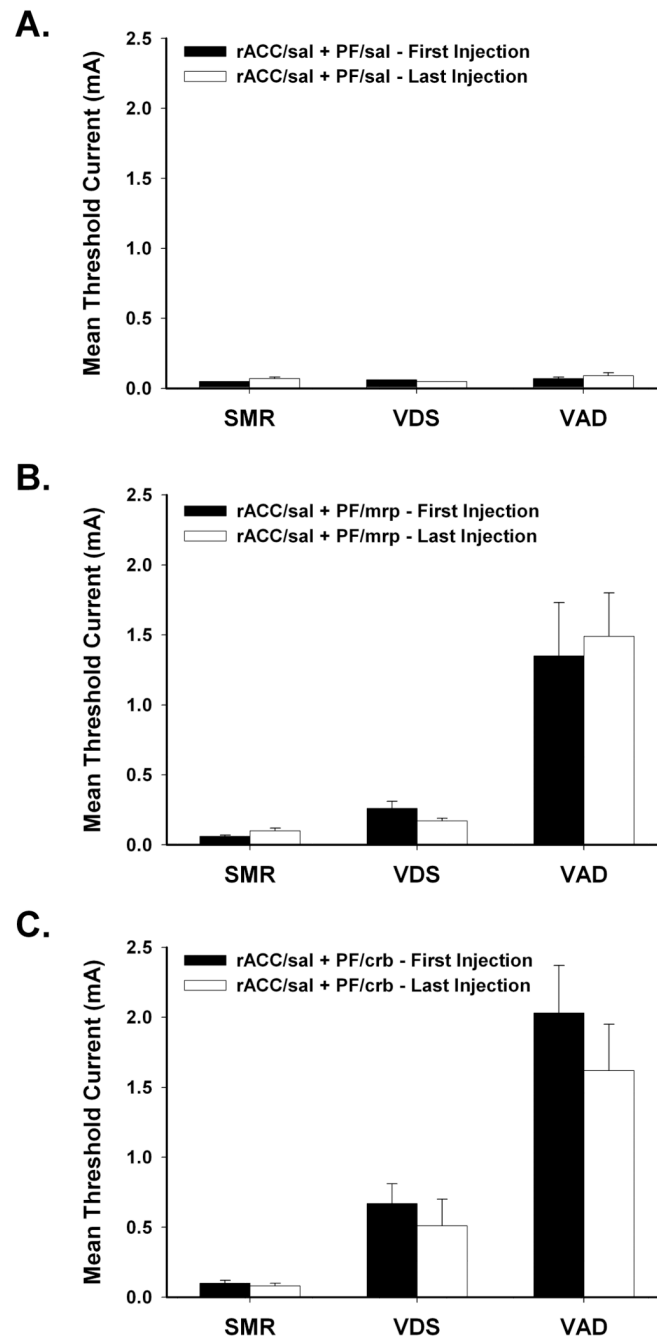 A.
rACC/sal + PF/sal - First Injection
rACC/sal + PF/sal - Last Injection
Mean Threshold Current (mA)
2.5
2.0
1.5
1.0
0.5
0.0
SMR VDS VAD
B.
rACC/sal + PF/mrp - First Injection
rACC/sal + PF/mrp - Last Injection
Mean Threshold Current (mA)
2.5
2.0
1.5
1.0
0.5
0.0
SMR VDS VAD
C.
rACC/sal + PF/crb - First Injection
rACC/sal + PF/crb - Last Injection
Mean Threshold Current (mA)
2.5
2.0
1.5
1.0
0.5
0.0
SMR VDS VAD